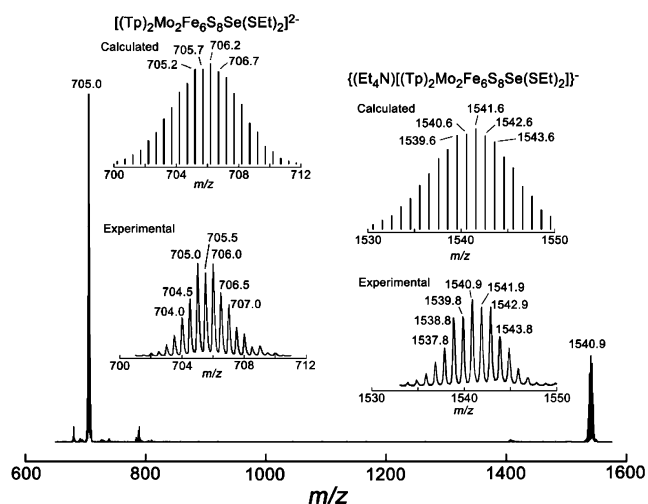 [(Tp)₂Mo₂Fe₆S₈Se(SEt)₂]²⁻
Calculated
706.2
705.7
705.2
706.7
700 704 708 712
m/z
{(Et₄N)[(Tp)₂Mo₂Fe₆S₈Se(SEt)₂]}⁻
Calculated
1541.6
1540.6
1542.6
1539.6
1543.6
1530 1540 1550
m/z
705.0
Experimental
705.5
705.0
706.0
704.5
706.5
704.0
707.0
700 704 708 712
m/z
Experimental
1540.9
1541.9
1539.8
1542.9
1538.8
1543.8
1537.8
1530 1540 1550
m/z
1540.9
600 800 1000 1200 1400 1600
m/z